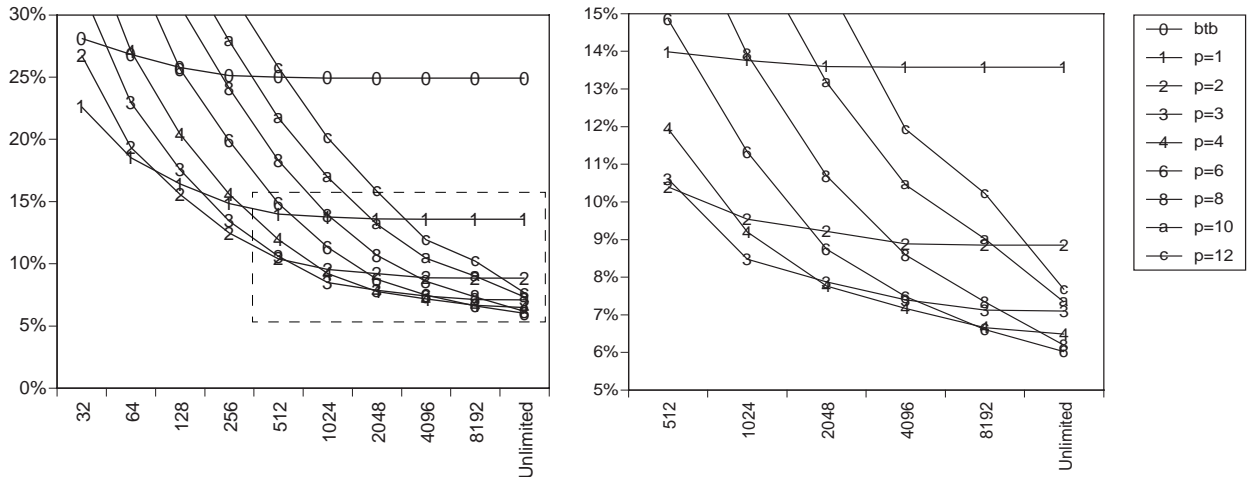 30%
25%
20%
15%
10%
5%
0%
32
64
128
256
512
1024
2048
4096
8192
Unlimited
15%
14%
13%
12%
11%
10%
9%
8%
7%
6%
5%
512
1024
2048
4096
8192
Unlimited
0 btb
1 p=1
2 p=2
3 p=3
4 p=4
6 p=6
8 p=8
a p=10
c p=12